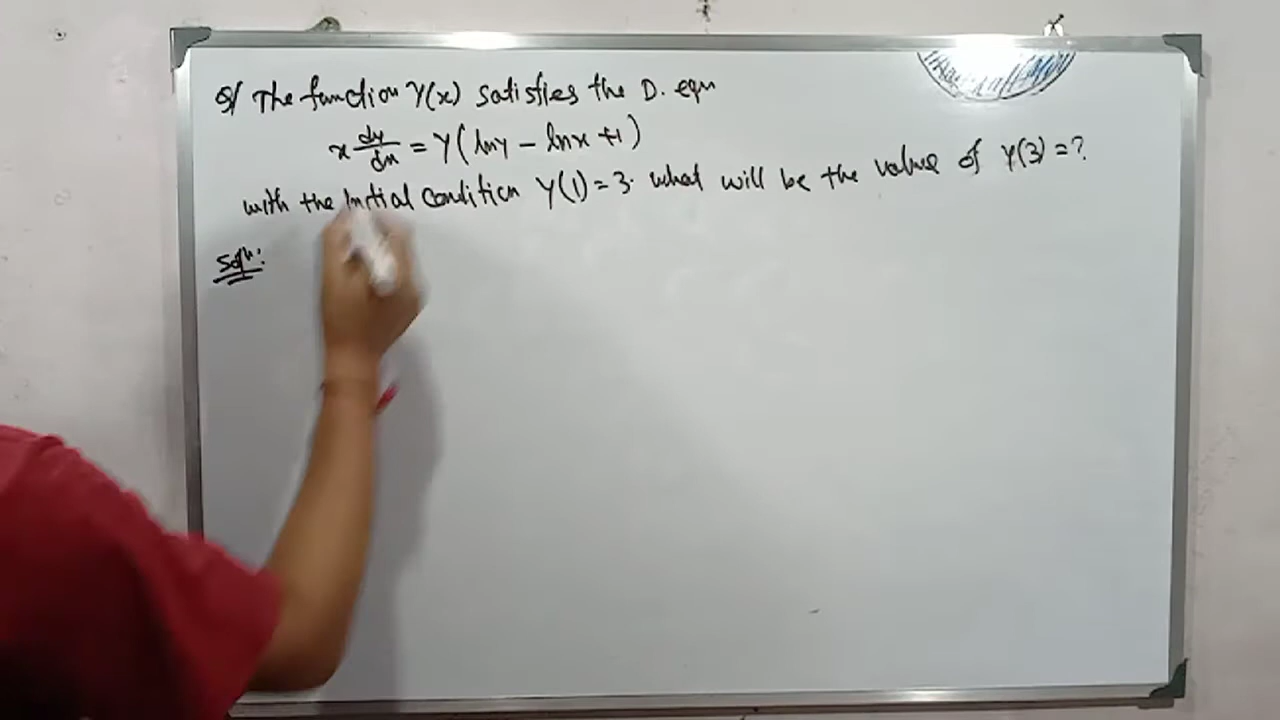 Q/ The function Y(x) satisfies the D. eqn
x dy/dx = Y(lny - lnx +1)
with the initial condition Y(1)=3. what will be the value of Y(3)=?
Soln: